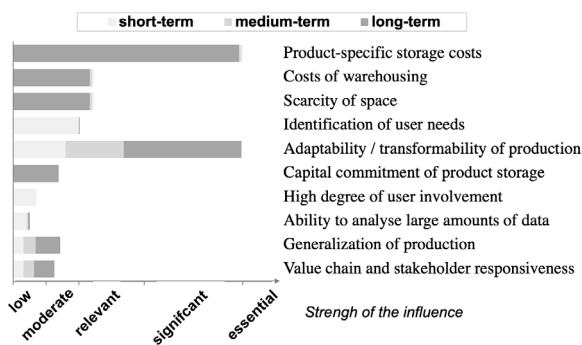 short-term medium-term long-term
Product-specific storage costs
Costs of warehousing
Scarcity of space
Identification of user needs
Adaptability / transformability of production
Capital commitment of product storage
High degree of user involvement
Ability to analyse large amounts of data
Generalization of production
Value chain and stakeholder responsiveness
low moderate relevant signifcant essential
Strengh of the influence